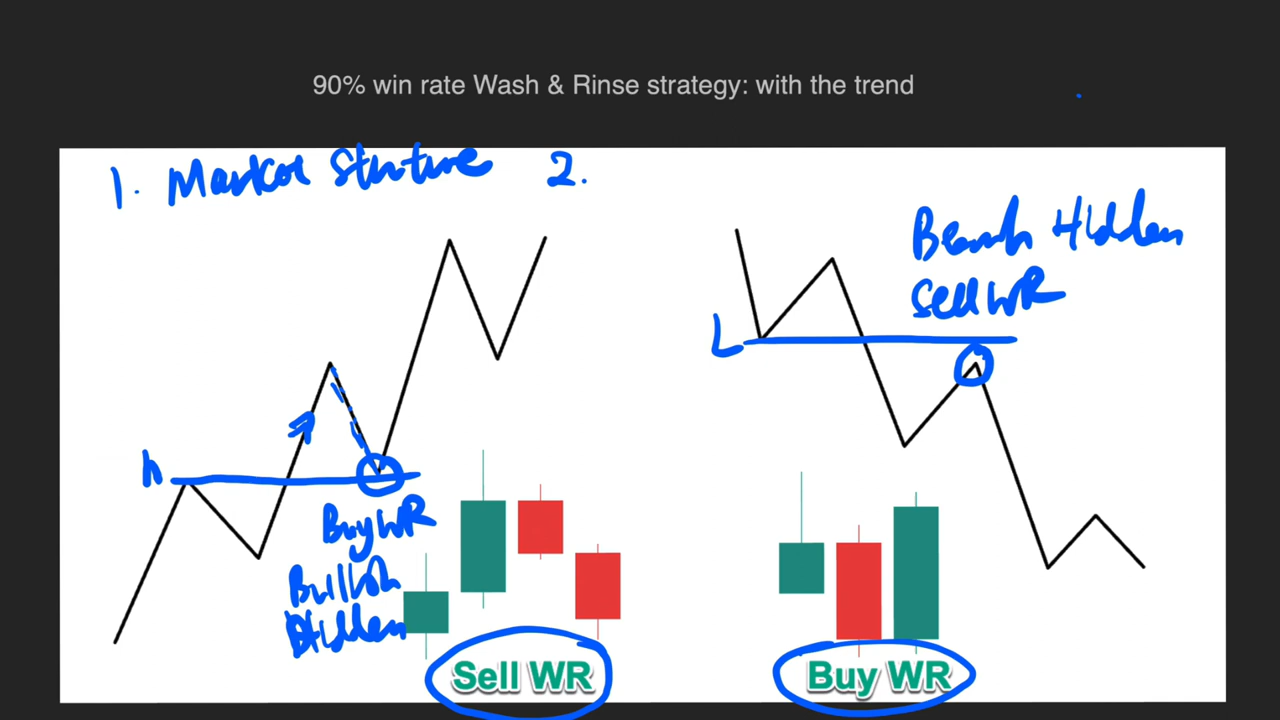 90% win rate Wash & Rinse strategy: with the trend
1. Market Structure 2.
Bearish Hidden
Sell WR
L
h
Buy WR
Bullish
Hidden
Sell WR
Buy WR